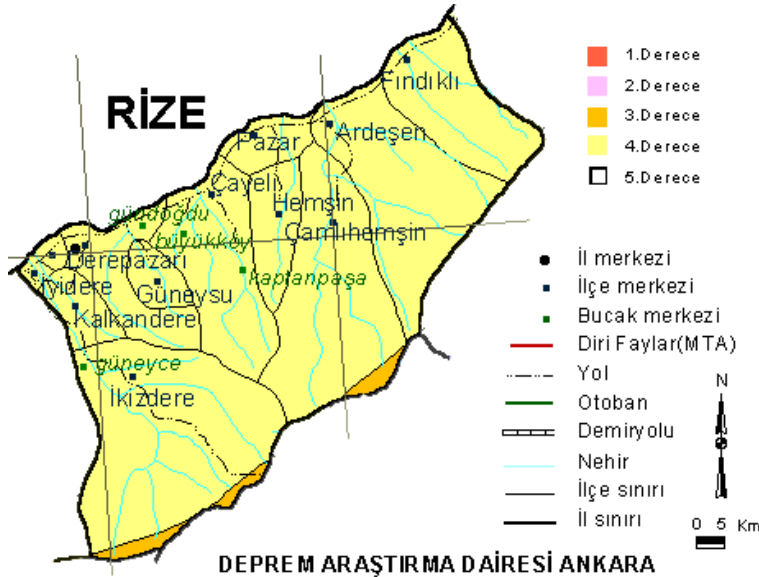 RİZE
Fındıklı
Pazar
Ardeşen
Çayeli
Hemşin
gündoğdu
büyükköy
Çamlıhemşin
Derepazarı
kaptanpaşa
İyidere
Güneysu
Kalkandere
güneyce
İkizdere
1.Derece
2.Derece
3.Derece
4.Derece
5.Derece
İl merkezi
İlçe merkezi
Bucak merkezi
Diri Faylar(MTA)
Yol
Otoban
Demiryolu
Nehir
İlçe sınırı
İl sınırı
N
0 5 Km
DEPREM ARAŞTIRMA DAİRESİ ANKARA